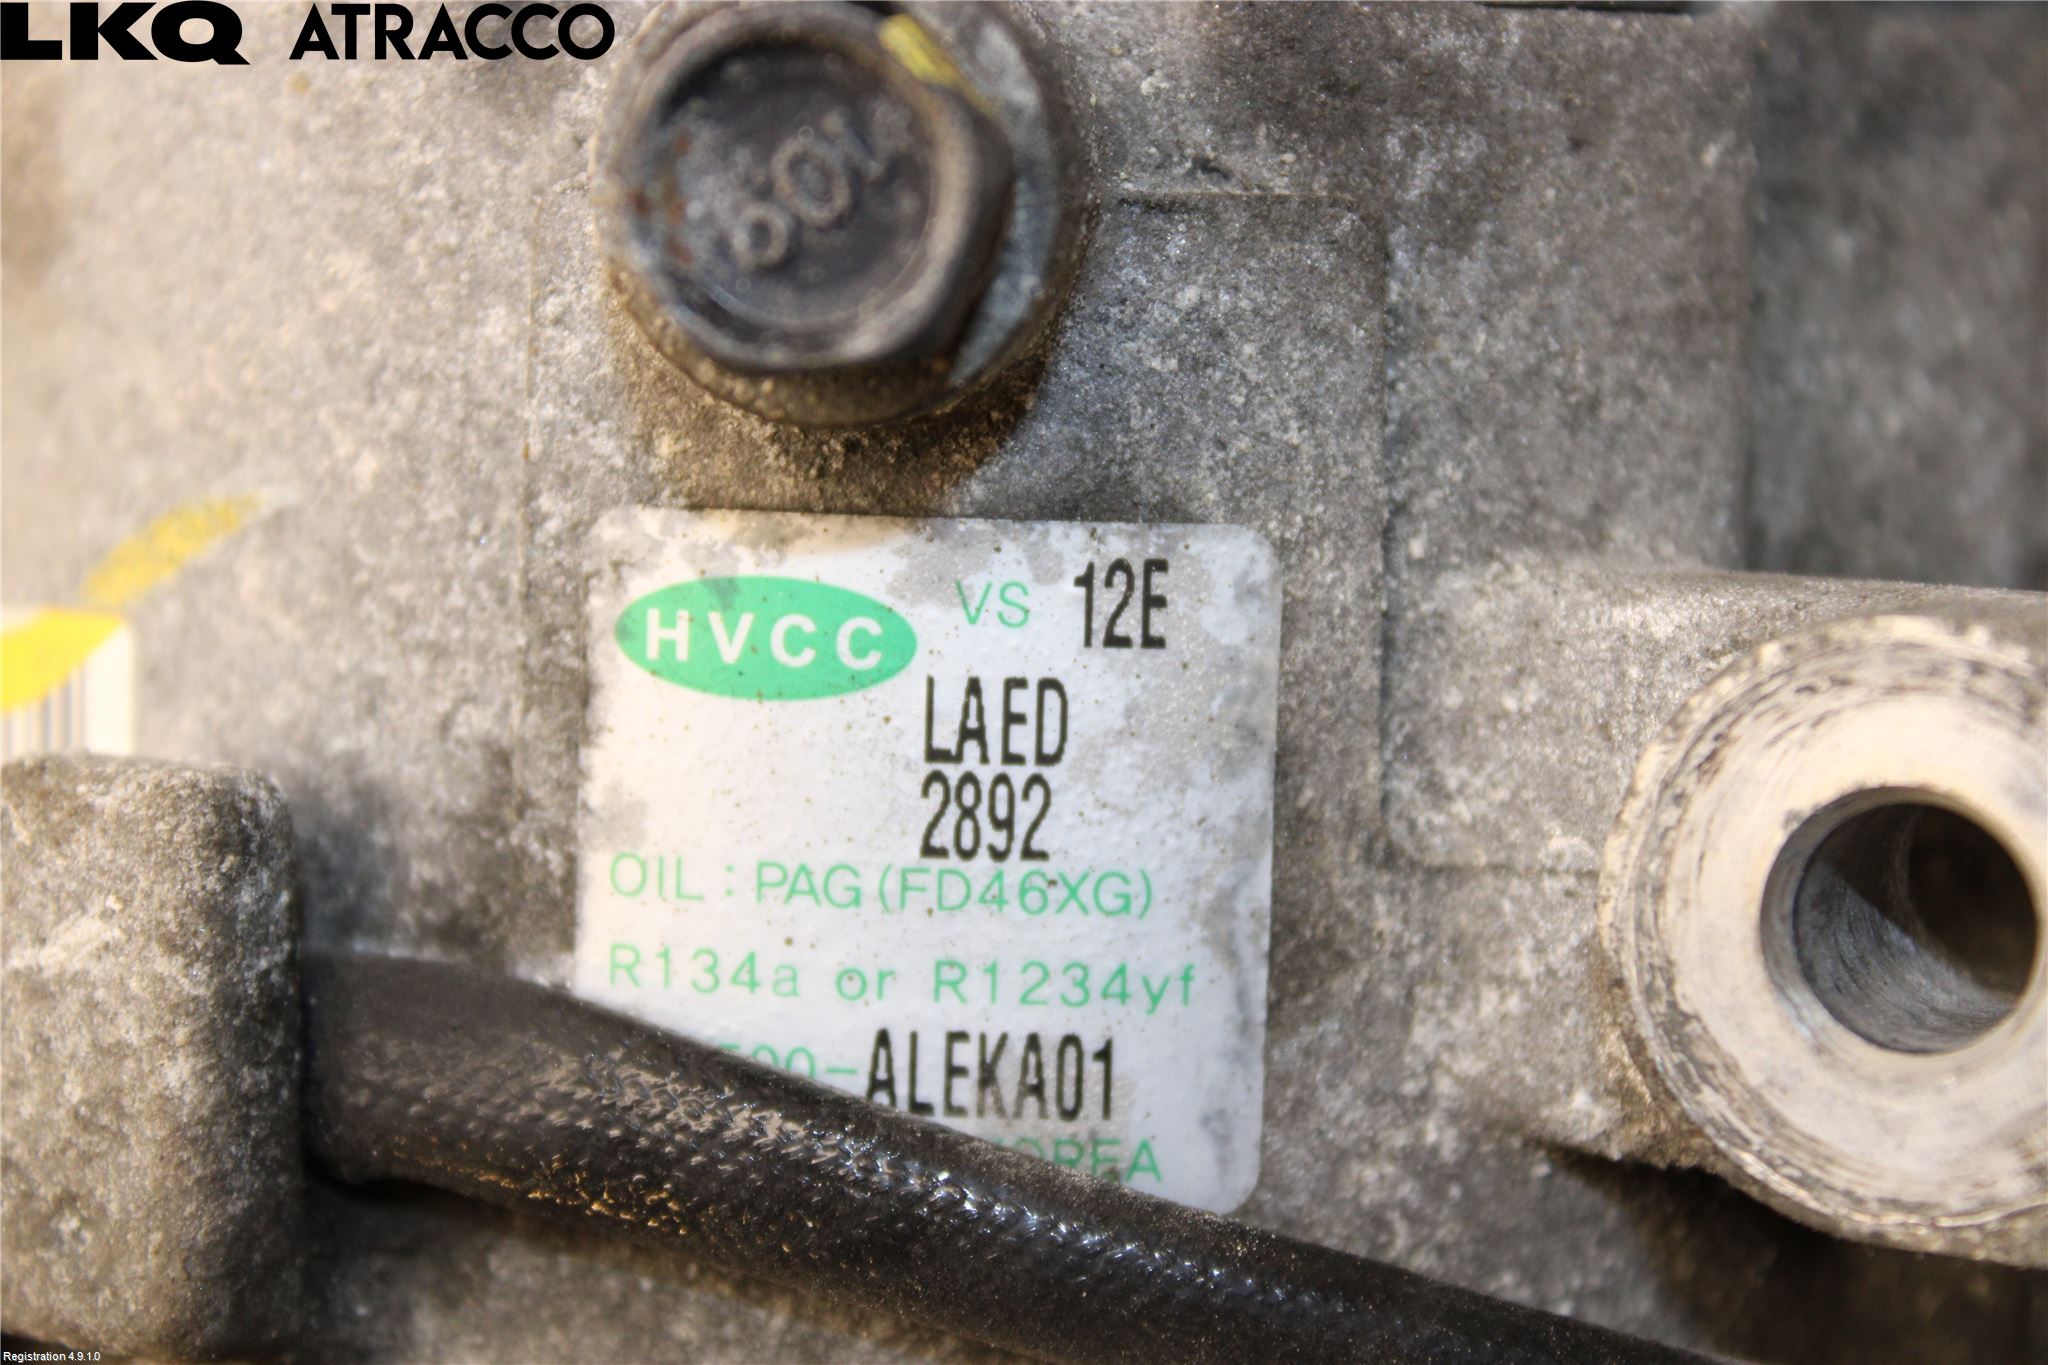 LKQ ATRACCO
HVCC VS 12E
LAED
2892
OIL : PAG (FD46XG)
R134a or R1234yf
-ALEKA01
KOREA
Registration 4.9.1.0